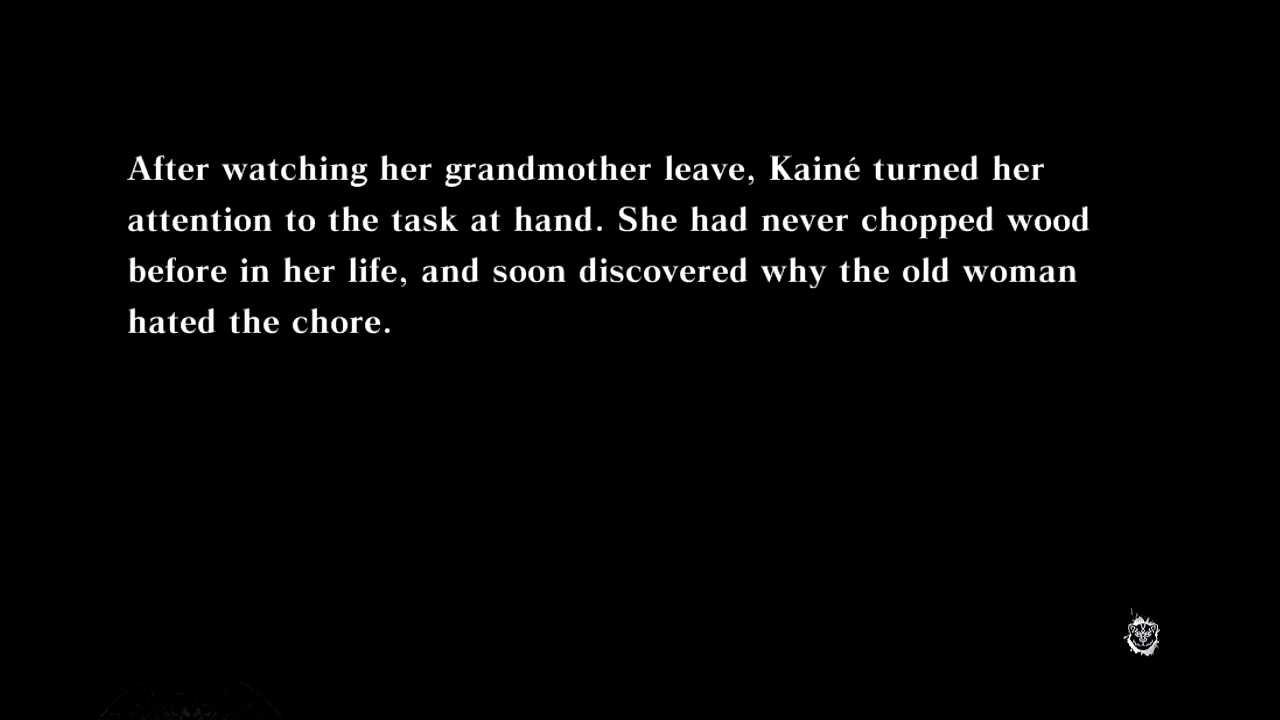 After watching her grandmother leave, Kainé turned her
attention to the task at hand. She had never chopped wood
before in her life, and soon discovered why the old woman
hated the chore.